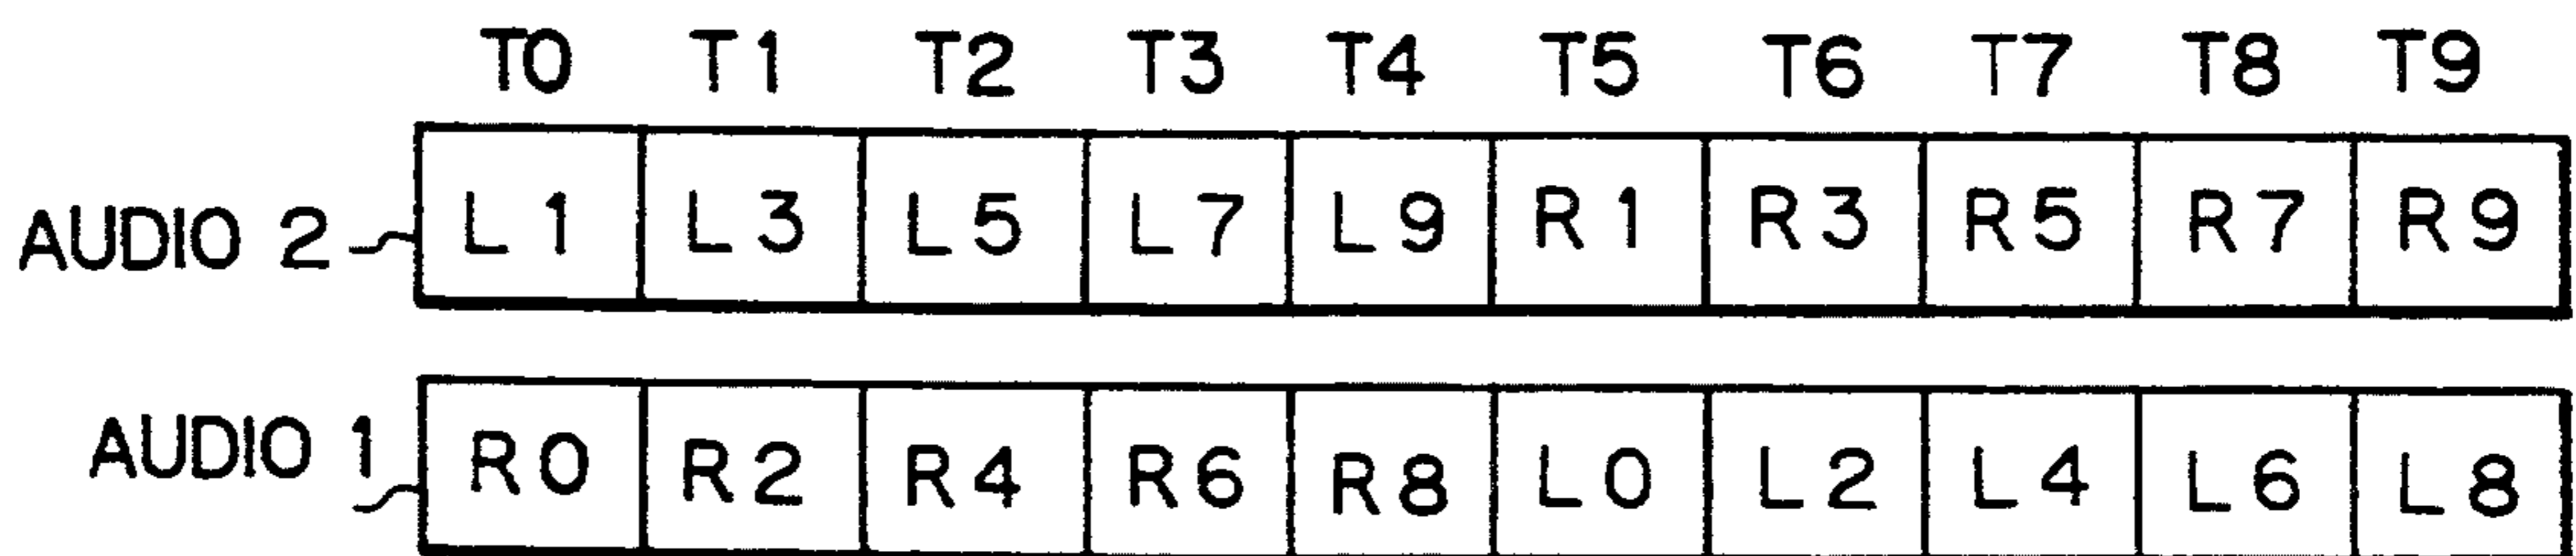 T0 T1 T2 T3 T4 T5 T6 T7 T8 T9
AUDIO 2 L1 L3 L5 L7 L9 R1 R3 R5 R7 R9
AUDIO 1 R0 R2 R4 R6 R8 L0 L2 L4 L6 L8